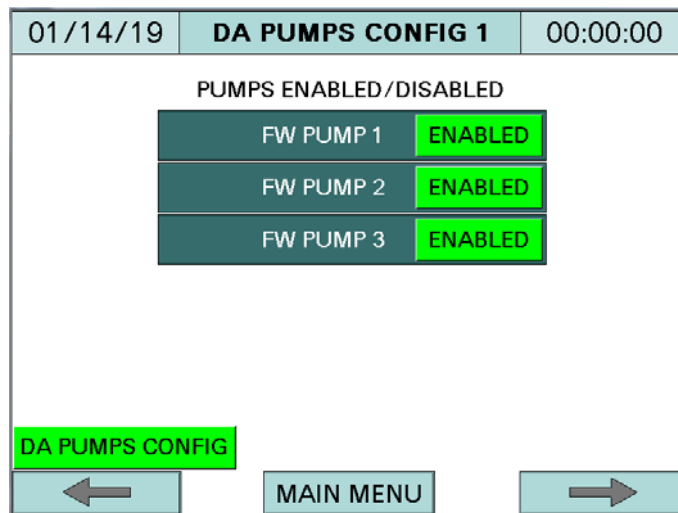 01/14/19 DA PUMPS CONFIG 1 00:00:00
PUMPS ENABLED/DISABLED
FW PUMP 1 ENABLED
FW PUMP 2 ENABLED
FW PUMP 3 ENABLED
DA PUMPS CONFIG
MAIN MENU